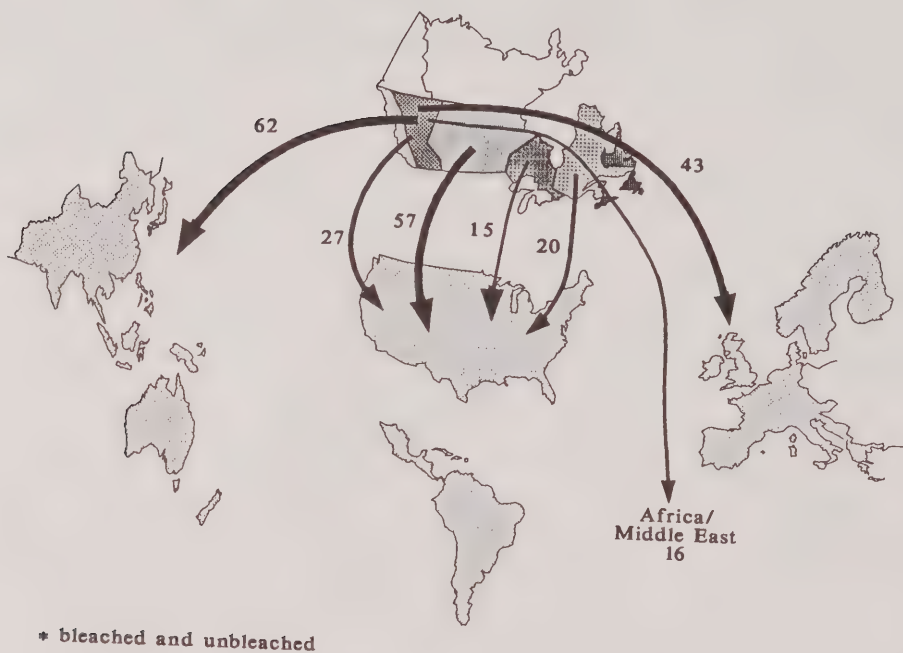 62
43
27
57
15
20
Africa/
Middle East
16
* bleached and unbleached